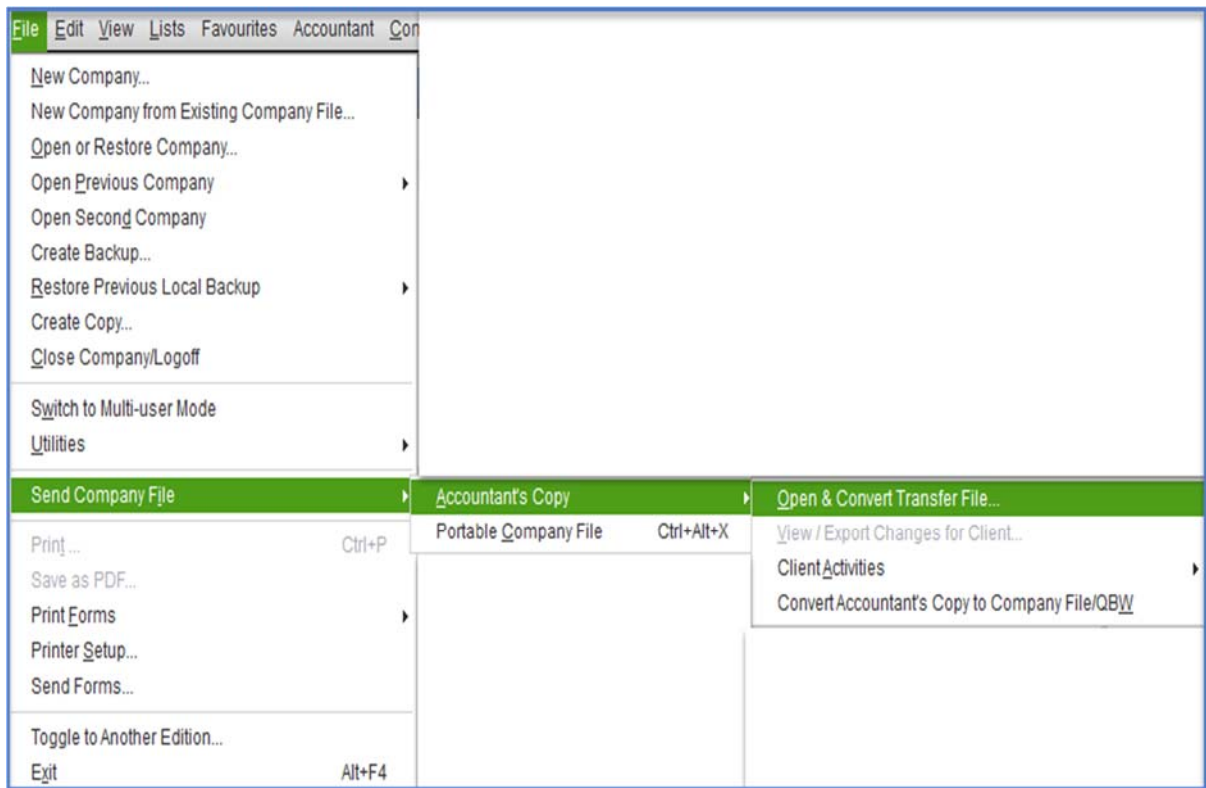 File Edit View Lists Favourites Accountant Con
New Company...
New Company from Existing Company File...
Open or Restore Company...
Open Previous Company
Open Second Company
Create Backup...
Restore Previous Local Backup
Create Copy...
Close Company/Logoff
Switch to Multi-user Mode
Utilities
Send Company File
Accountant's Copy
Portable Company File Ctrl+Alt+X
Open & Convert Transfer File...
View / Export Changes for Client...
Client Activities
Convert Accountant's Copy to Company File/QBW
Print ... Ctrl+P
Save as PDF...
Print Forms
Printer Setup...
Send Forms...
Toggle to Another Edition...
Exit Alt+F4